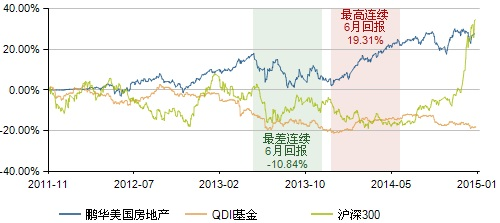 40.00%
最高连续
6月回报
19.31%
20.00%
0.00%
-20.00%
最差连续
6月回报
-10.84%
-40.00%
2011-11
2012-07
2013-02
2013-10
2014-05
2015-01
鹏华美国房地产
QDI基金
沪深300